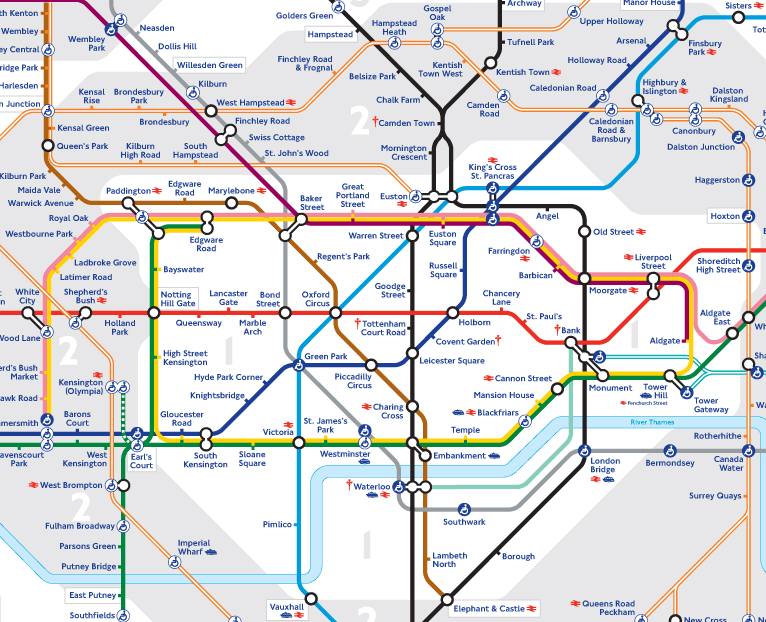 Manor House
Sisters
Archway
Kenton
Golders Green
Gospel
Oak
Upper Holloway
Wembley
Neasden
Hampstead
Hampstead
Heath
Tufnell Park
Arsenal
Finsbury
Park
Wembley
Park
Dollis Hill
Central
Willesden Green
Finchley Road
& Frognal
Belsize Park
Kentish
Town West
Kentish Town
Holloway Road
Kilburn
Caledonian Road
Highbury &
Islington
Dalston
Kingsland
Harlesden
Kensal
Rise
Brondesbury
Park
West Hampstead
Chalk Farm
Camden
Road
2
Junction
Brondesbury
Finchley Road
Camden Town
Caledonian
Road &
Barnsbury
Canonbury
Kensal Green
Swiss Cottage
Dalston Junction
Queen's Park
Kilburn
High Road
South
Hampstead
St. John's Wood
Mornington
Crescent
King's Cross
St. Pancras
Kilburn Park
Maida Vale
Warwick Avenue
Paddington
Edgware
Road
Marylebone
Baker
Street
Great
Portland
Street
Euston
Haggerston
Royal Oak
Angel
Hoxton
Westbourne Park
Edgware
Road
Warren Street
Euston
Square
Farringdon
Old Street
Ladbroke Grove
Regent's Park
Russell
Square
Barbican
Liverpool
Street
Shoreditch
High Street
Latimer Road
Bayswater
Goodge
Street
Moorgate
White
City
Shepherd's
Bush
Notting
Hill Gate
Lancaster
Gate
Bond
Street
Oxford
Circus
Chancery
Lane
St. Paul's
Aldgate
East
Holland
Park
Queensway
Marble
Arch
Tottenham
Court Road
Holborn
Bank
Wood Lane
Covent Garden
Aldgate
2
1
1
High Street
Kensington
Green Park
Leicester Square
Market
Kensington
(Olympia)
Hyde Park Corner
Piccadilly
Circus
Cannon Street
Monument
Tower
Hill
Fenchurch Street
Tower
Gateway
Knightsbridge
Mansion House
Charing
Cross
Blackfriars
Barons
Court
Gloucester
Road
Victoria
St. James's
Park
Temple
River Thames
Rotherhithe
Park
West
Kensington
Earl's
Court
South
Kensington
Sloane
Square
Westminster
Embankment
London
Bridge
Bermondsey
Canada
Water
West Brompton
Waterloo
Surrey Quays
2
Fulham Broadway
Pimlico
Southwark
Parsons Green
Imperial
Wharf
1
Putney Bridge
Lambeth
North
Borough
East Putney
Southfields
Vauxhall
2
Elephant & Castle
Queens Road
Peckham
New Cross